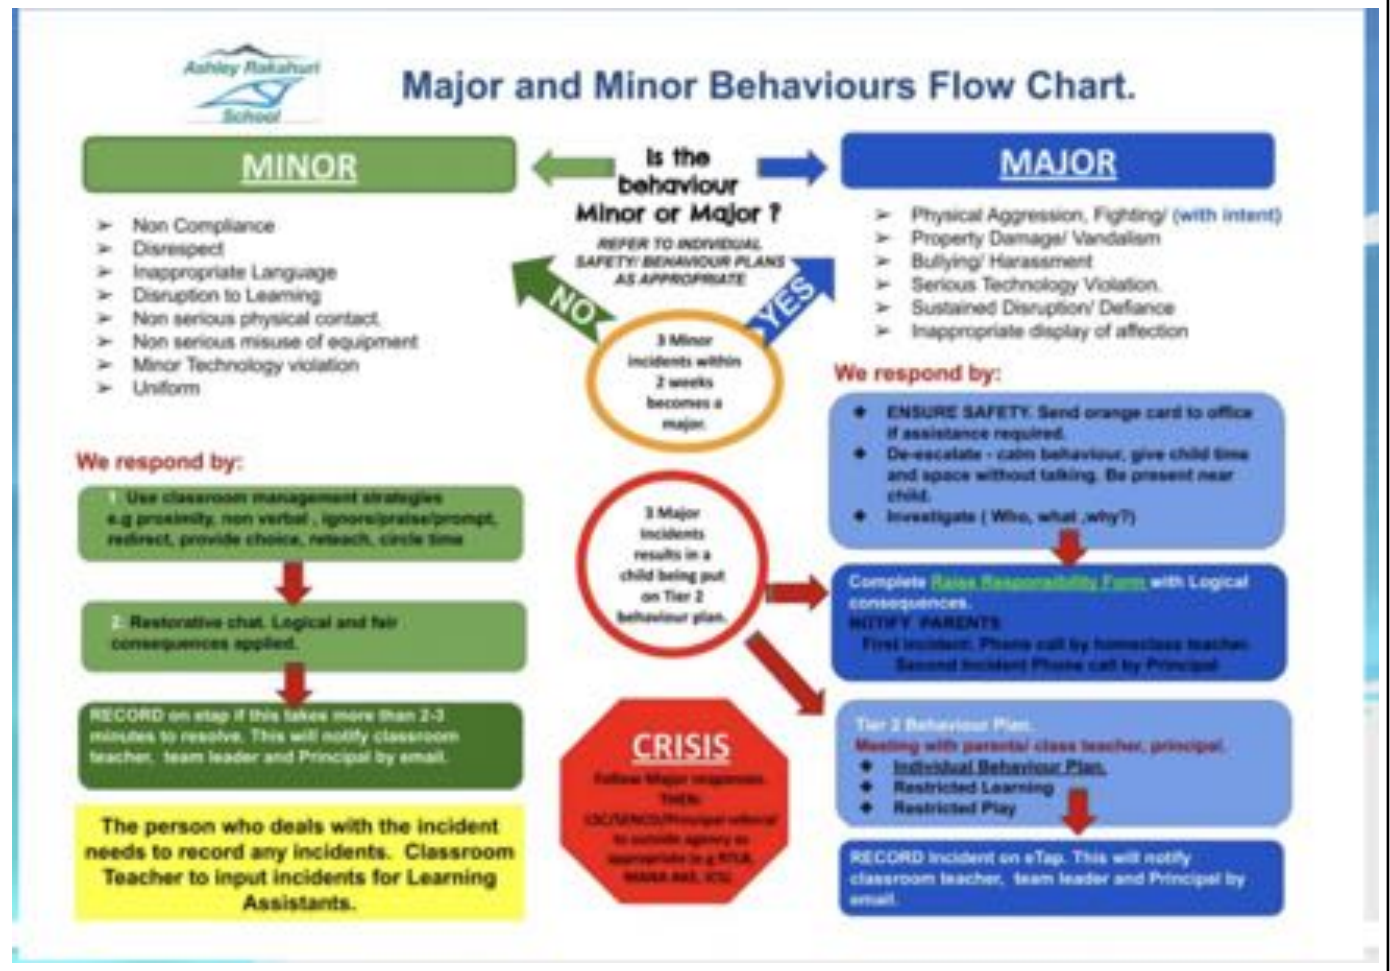 Ashley Rakahuri
School
Major and Minor Behaviours Flow Chart.
MINOR
➢ Non Compliance
➢ Disrespect
➢ Inappropriate Language
➢ Disruption to Learning
➢ Non serious physical contact,
➢ Non serious misuse of equipment
➢ Minor Technology violation
➢ Uniform
We respond by:
1. Use classroom management strategies
e.g proximity, non verbal , ignore/praise/prompt,
redirect, provide choice, reteach, circle time
2. Restorative chat. Logical and fair
consequences applied.
RECORD on etap if this takes more than 2-3
minutes to resolve. This will notify classroom
teacher, team leader and Principal by email.
The person who deals with the incident
needs to record any incidents. Classroom
Teacher to input incidents for Learning
Assistants.
Is the
behaviour
Minor or Major ?
REFER TO INDIVIDUAL
SAFETY/ BEHAVIOUR PLANS
AS APPROPRIATE
NO
YES
3 Minor
incidents within
2 weeks
becomes a
major.
3 Major
Incidents
results in a
child being put
on Tier 2
behaviour plan.
CRISIS
Follow Major responses
THEN:
LSC/SENCO/Principal referral
to outside agency as
appropriate (e.g RTLB,
MANA AKE, ICS)
MAJOR
➢ Physical Aggression, Fighting/ (with intent)
➢ Property Damage/ Vandalism
➢ Bullying/ Harassment
➢ Serious Technology Violation.
➢ Sustained Disruption/ Defiance
➢ Inappropriate display of affection
We respond by:
❖ ENSURE SAFETY. Send orange card to office
if assistance required.
❖ De-escalate - calm behaviour, give child time
and space without talking. Be present near
child.
❖ Investigate ( Who, what ,why?)
Complete Raise Responsibility Form with Logical
consequences.
NOTIFY PARENTS
First incident: Phone call by homeclass teacher.
Second Incident Phone call by Principal
Tier 2 Behaviour Plan.
Meeting with parents/ class teacher, principal.
❖ Individual Behaviour Plan.
❖ Restricted Learning
❖ Restricted Play
RECORD Incident on eTap. This will notify
classroom teacher, team leader and Principal by
email.